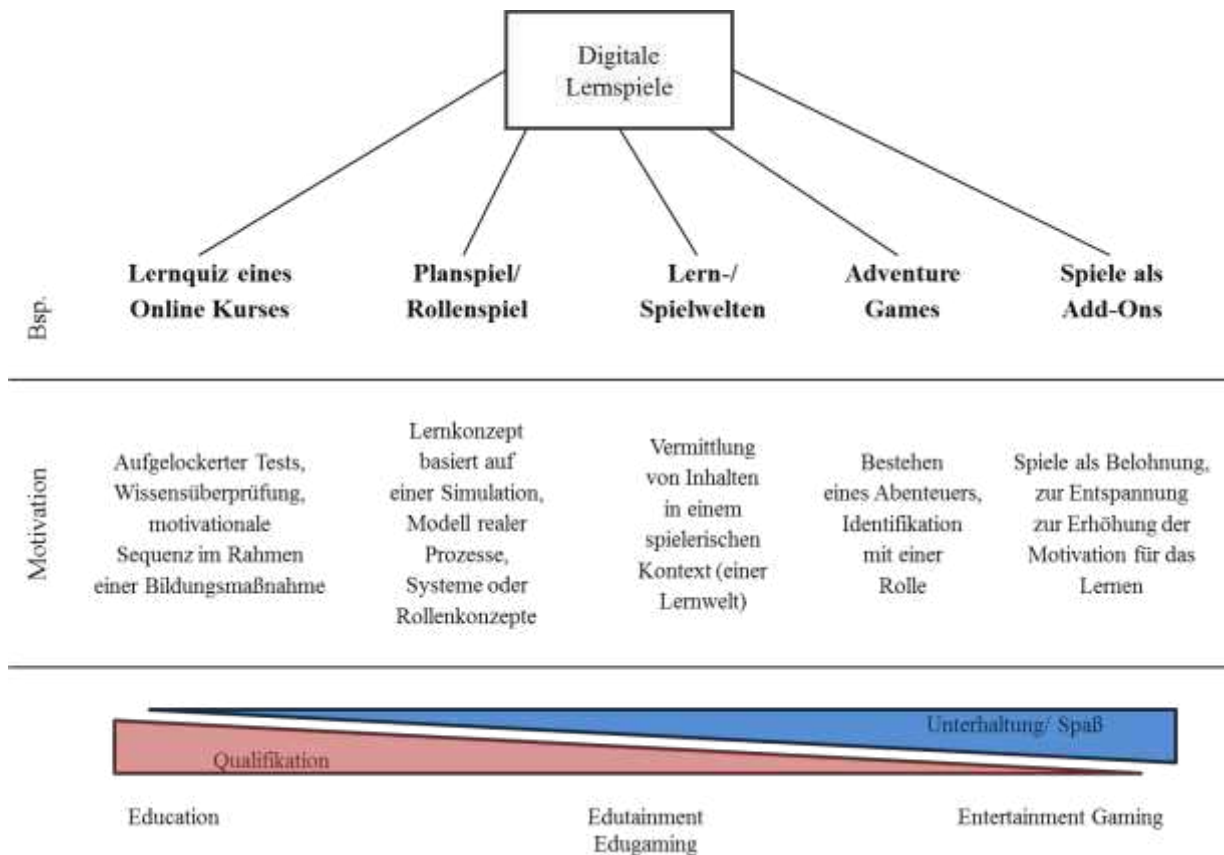 Digitale
Lernspiele
Bsp.
Lernquiz eines
Online Kurses
Planspiel/
Rollenspiel
Lern-/
Spielwelten
Adventure
Games
Spiele als
Add-Ons
Motivation
Aufgelockerter Tests,
Wissensüberprüfung,
motivationale
Sequenz im Rahmen
einer Bildungsmaßnahme
Lernkonzept
basiert auf
einer Simulation,
Modell realer
Prozesse,
Systeme oder
Rollenkonzepte
Vermittlung
von Inhalten
in einem
spielerischen
Kontext (einer
Lernwelt)
Bestehen
eines Abenteuers,
Identifikation
mit einer
Rolle
Spiele als Belohnung,
zur Entspannung
zur Erhöhung der
Motivation für das
Lernen
Unterhaltung/ Spaß
Qualifikation
Education
Edutainment
Edugaming
Entertainment Gaming